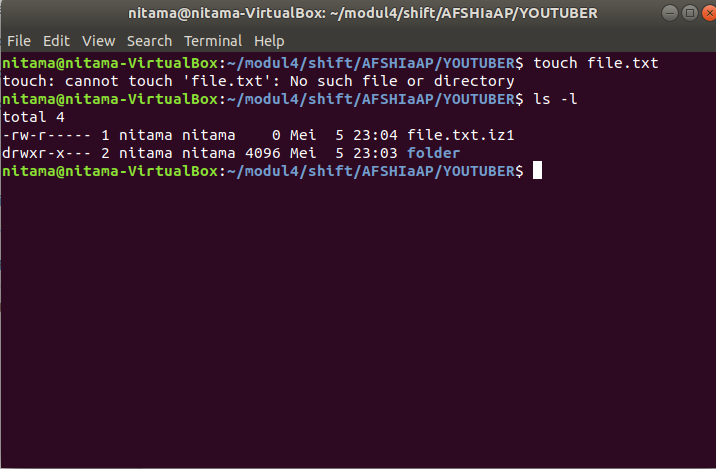 nitama@nitama-VirtualBox: ~/modul4/shift/AFSHIaAP/YOUTUBER
File Edit View Search Terminal Help
nitama@nitama-VirtualBox:~/modul4/shift/AFSHIaAP/YOUTUBER$ touch file.txt
touch: cannot touch 'file.txt': No such file or directory
nitama@nitama-VirtualBox:~/modul4/shift/AFSHIaAP/YOUTUBER$ ls -l
total 4
-rw-r----- 1 nitama nitama    0 Mei  5 23:04 file.txt.iz1
drwxr-x--- 2 nitama nitama 4096 Mei  5 23:03 folder
nitama@nitama-VirtualBox:~/modul4/shift/AFSHIaAP/YOUTUBER$